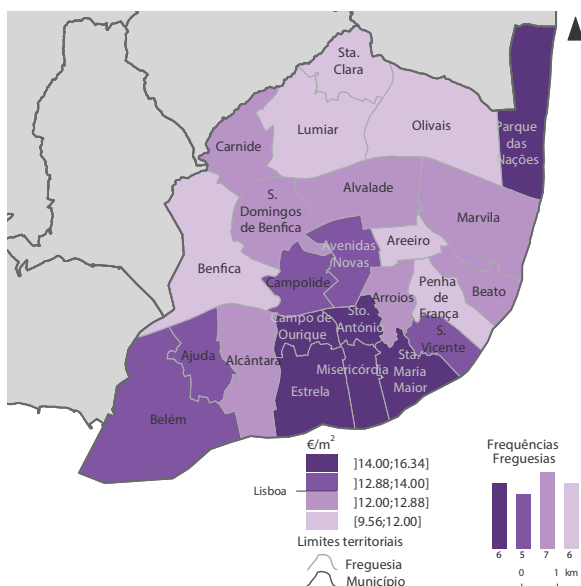 Sta.
Clara
Lumiar
Olivais
Parque
das
Nações
Carnide
Alvalade
S.
Domingos
de Benfica
Marvila
Avenidas
Novas
Areeiro
Benfica
Campolide
Penha
de
França
Beato
Arroios
Campo de
Ourique
Sto.
António
S.
Vicente
Ajuda
Alcântara
Misericórdia
Sta.
Maria
Maior
Estrela
Belém
€/m²
]14.00;16.34]
]12.88;14.00]
Lisboa
]12.00;12.88]
[9.56;12.00]
Limites territoriais
Freguesia
Município
Frequências
Freguesias
6 5 7 6
0 1 km